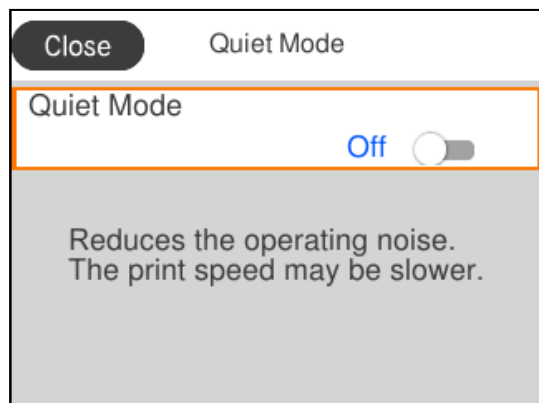 Close
Quiet Mode
Quiet Mode
Off
Reduces the operating noise.
The print speed may be slower.